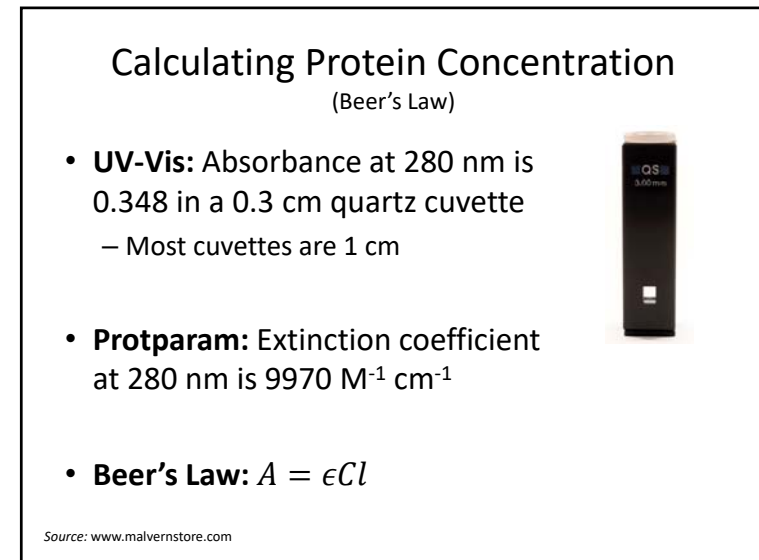 Calculating Protein Concentration
(Beer's Law)
• UV-Vis: Absorbance at 280 nm is
0.348 in a 0.3 cm quartz cuvette
– Most cuvettes are 1 cm
QS
3.00 mm
• Protparam: Extinction coefficient
at 280 nm is 9970 M⁻¹ cm⁻¹
• Beer's Law: A = ϵCl
Source: www.malvernstore.com